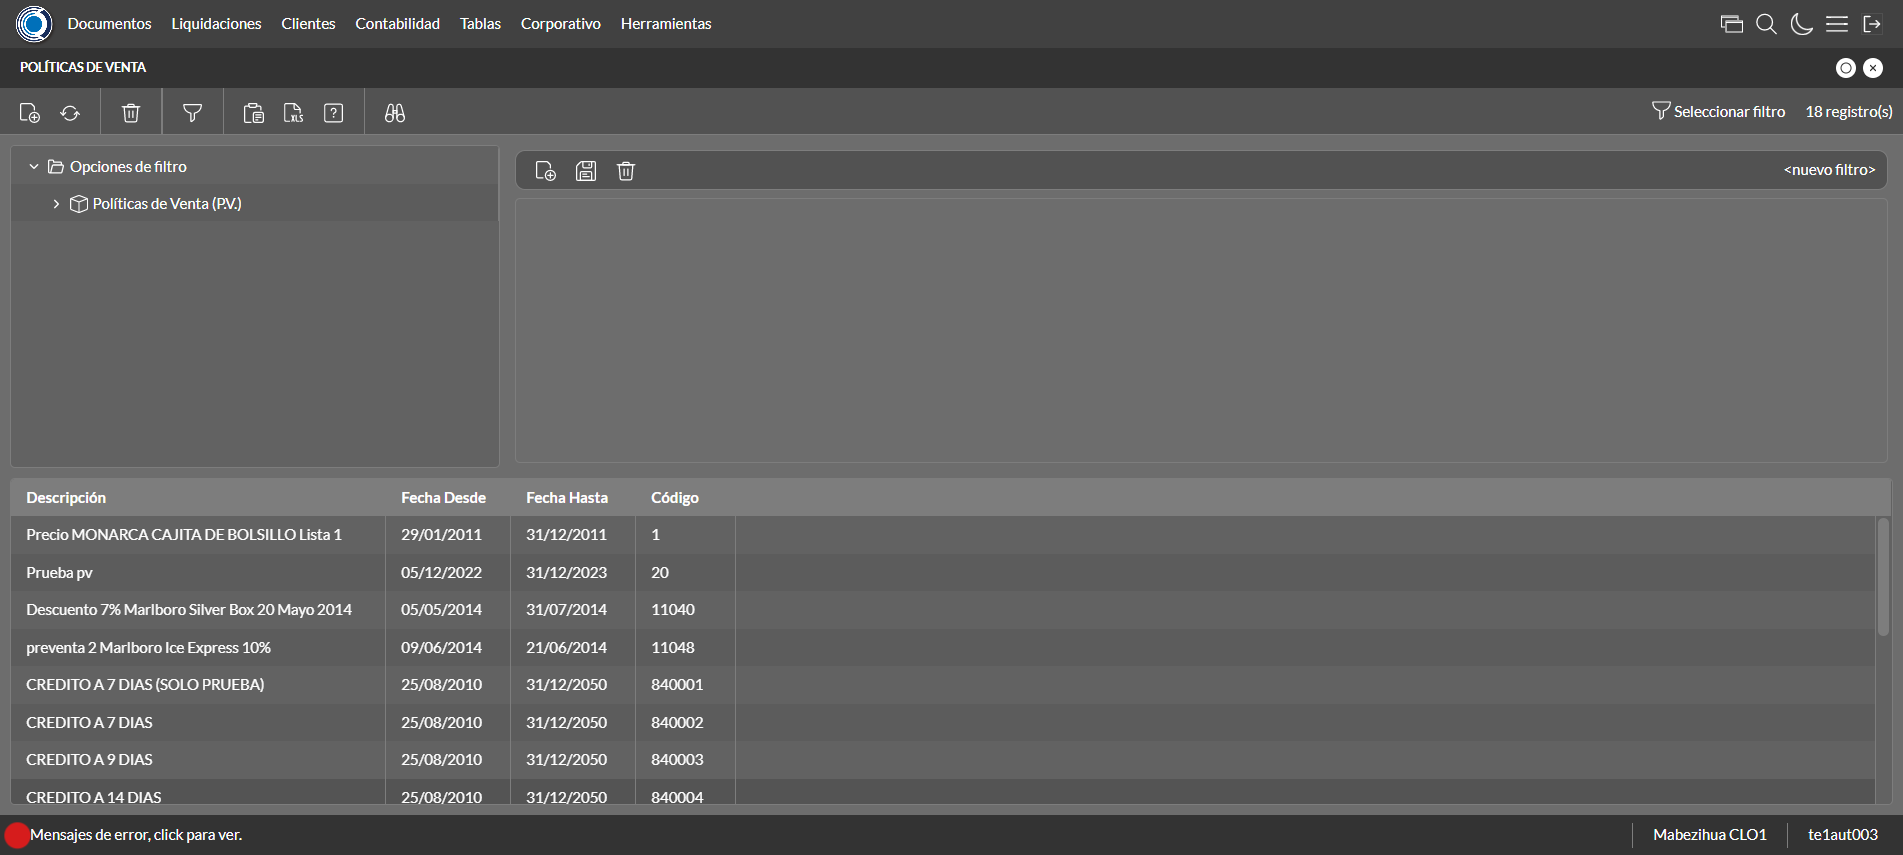 Documentos Liquidaciones Clientes Contabilidad Tablas Corporativo Herramientas
POLÍTICAS DE VENTA
XLS ? Seleccionar filtro 18 registro(s)
Opciones de filtro
Políticas de Venta (P.V.)
<nuevo filtro>
Descripción Fecha Desde Fecha Hasta Código
Precio MONARCA CAJITA DE BOLSILLO Lista 1 29/01/2011 31/12/2011 1
Prueba pv 05/12/2022 31/12/2023 20
Descuento 7% Marlboro Silver Box 20 Mayo 2014 05/05/2014 31/07/2014 11040
preventa 2 Marlboro Ice Express 10% 09/06/2014 21/06/2014 11048
CREDITO A 7 DIAS (SOLO PRUEBA) 25/08/2010 31/12/2050 840001
CREDITO A 7 DIAS 25/08/2010 31/12/2050 840002
CREDITO A 9 DIAS 25/08/2010 31/12/2050 840003
CREDITO A 14 DIAS 25/08/2010 31/12/2050 840004
Mensajes de error, click para ver. Mabezihua CLO1 te1aut003